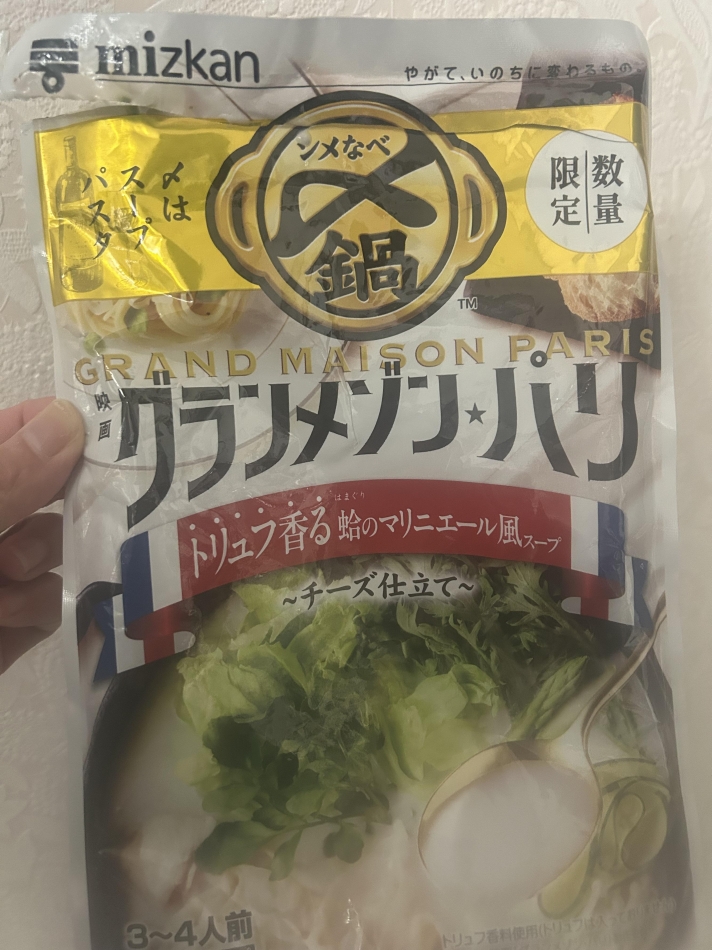 mizkan
やがて、いのちに変わるもの。
〆は
スープ
パスタ
〆
ンメなべ
鍋
TM
数量
限定
GRAND MAISON PARIS
映画
グランメゾン★パリ
はまぐり
トリュフ香る 蛤のマリニエール風スープ
~チーズ仕立て~
3～4人前